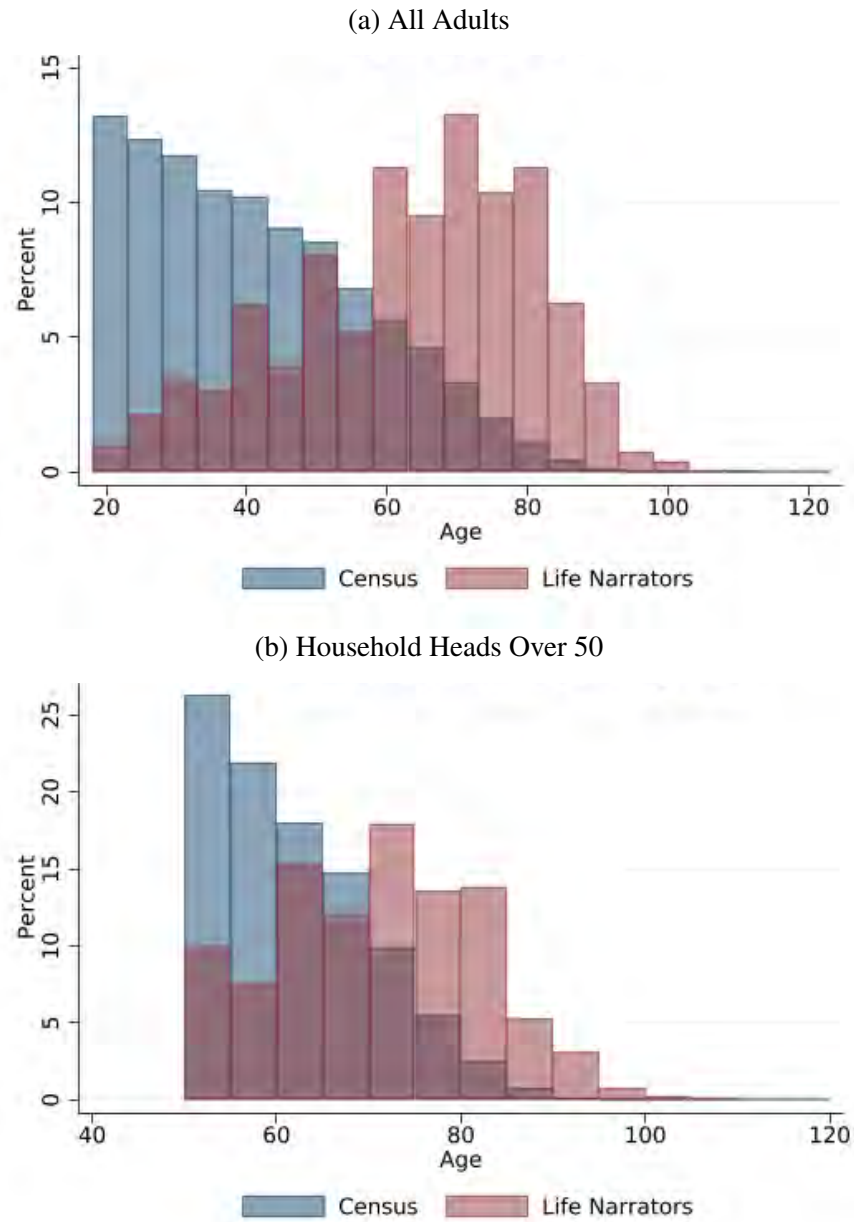 (a) All Adults
15
10
5
0
Percent
20 40 60 80 100 120
Age
Census Life Narrators
(b) Household Heads Over 50
25
20
15
10
5
0
Percent
40 60 80 100 120
Age
Census Life Narrators